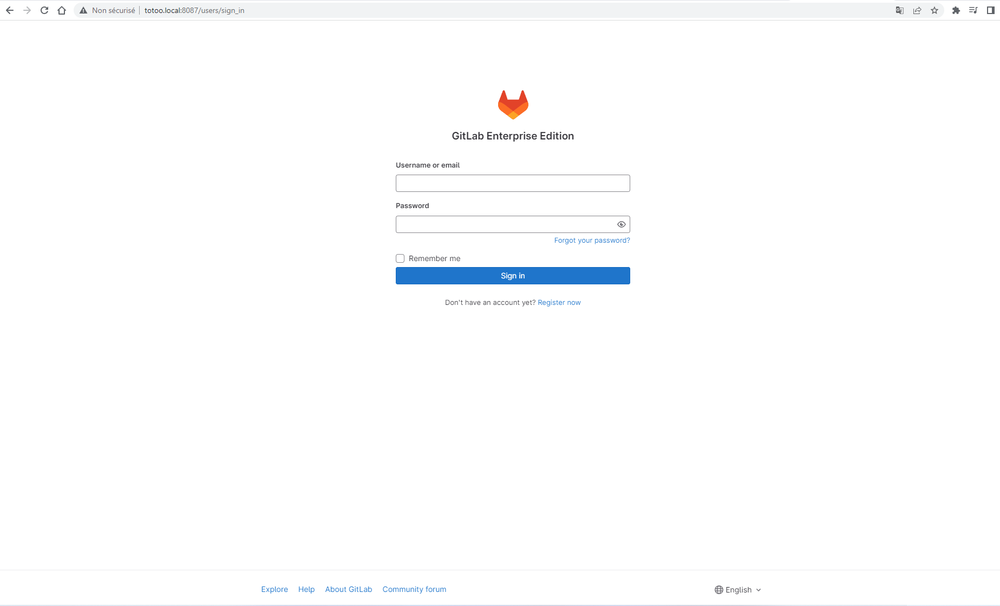 Non sécurisé | totoo.local:8087/users/sign_in
GitLab Enterprise Edition
Username or email
Password
Forgot your password?
Remember me
Sign in
Don't have an account yet? Register now
Explore Help About GitLab Community forum English